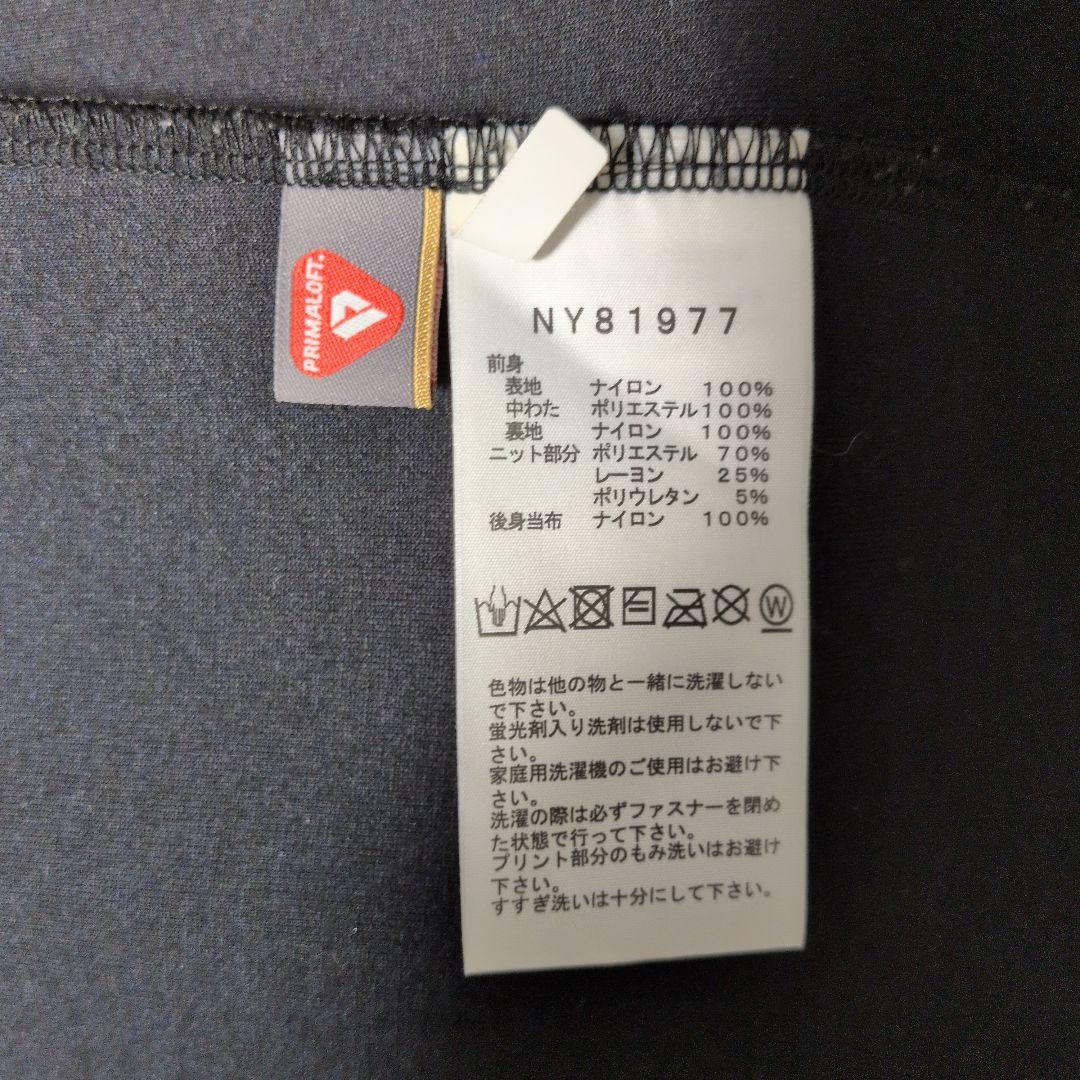 PRIMALOFT.
NY81977
前身
表地 ナイロン 100%
中わた ポリエステル100%
裏地 ナイロン 100%
ニット部分 ポリエステル 70%
レーヨン 25%
ポリウレタン 5%
後身当布 ナイロン 100%
W
色物は他の物と一緒に洗濯しない
で下さい。
蛍光剤入り洗剤は使用しないで下
さい。
家庭用洗濯機のご使用はお避け下
さい。
洗濯の際は必ずファスナーを閉め
た状態で行って下さい。
プリント部分のもみ洗いはお避け
下さい。
すすぎ洗いは十分にして下さい。